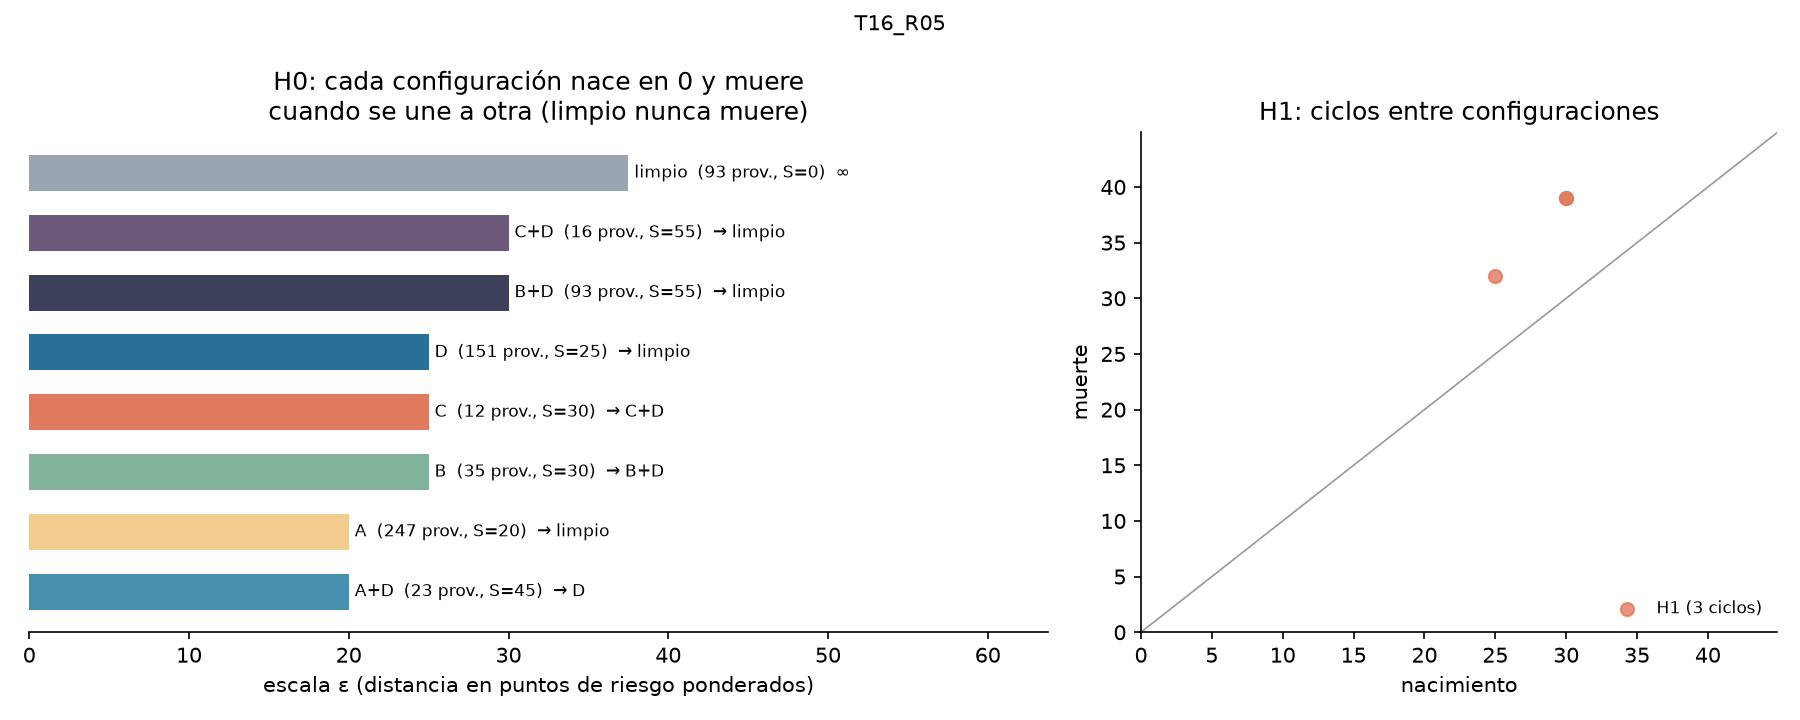 T16_R05
H0: cada configuración nace en 0 y muere
cuando se une a otra (limpio nunca muere)
limpio (93 prov., S=0) ∞
C+D (16 prov., S=55) → limpio
B+D (93 prov., S=55) → limpio
D (151 prov., S=25) → limpio
C (12 prov., S=30) → C+D
B (35 prov., S=30) → B+D
A (247 prov., S=20) → limpio
A+D (23 prov., S=45) → D
0 10 20 30 40 50 60
escala ε (distancia en puntos de riesgo ponderados)
H1: ciclos entre configuraciones
40
35
30
25
20
15
10
5
0
muerte
H1 (3 ciclos)
0 5 10 15 20 25 30 35 40
nacimiento